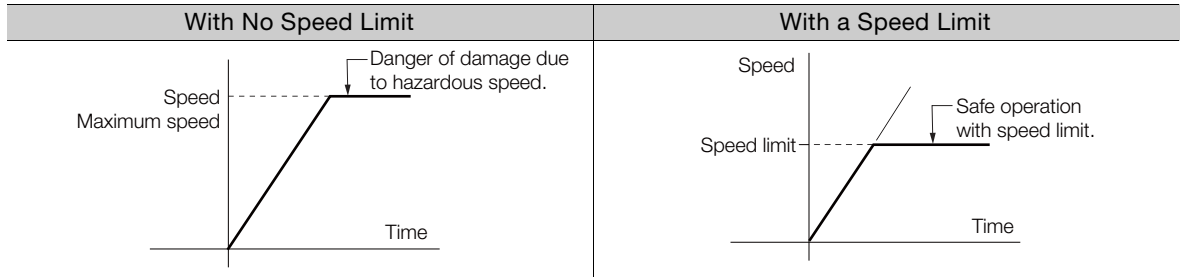 With No Speed Limit
Danger of damage due
to hazardous speed.
Speed
Maximum speed
Time
With a Speed Limit
Speed
Safe operation
with speed limit.
Speed limit
Time